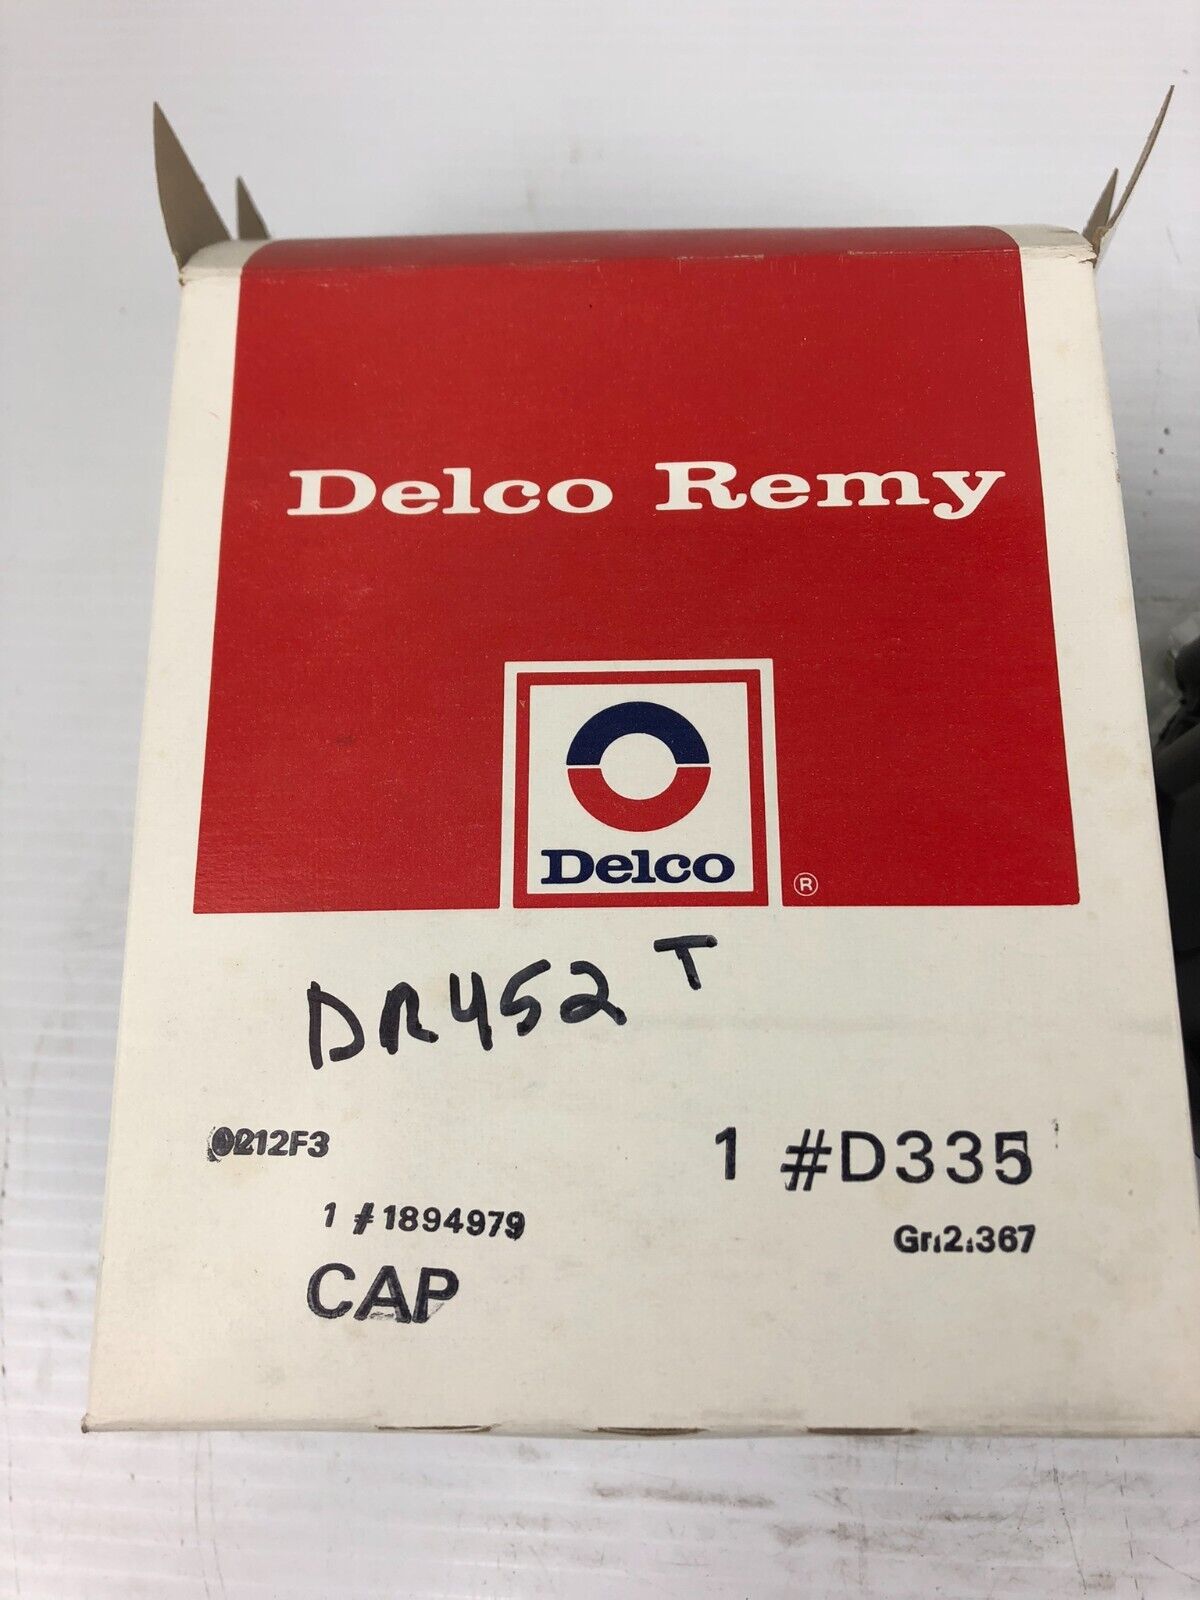 Delco Remy
Delco
®
DR452 T
0212F3
1 #D335
1 #1894979
Gr.2.367
CAP